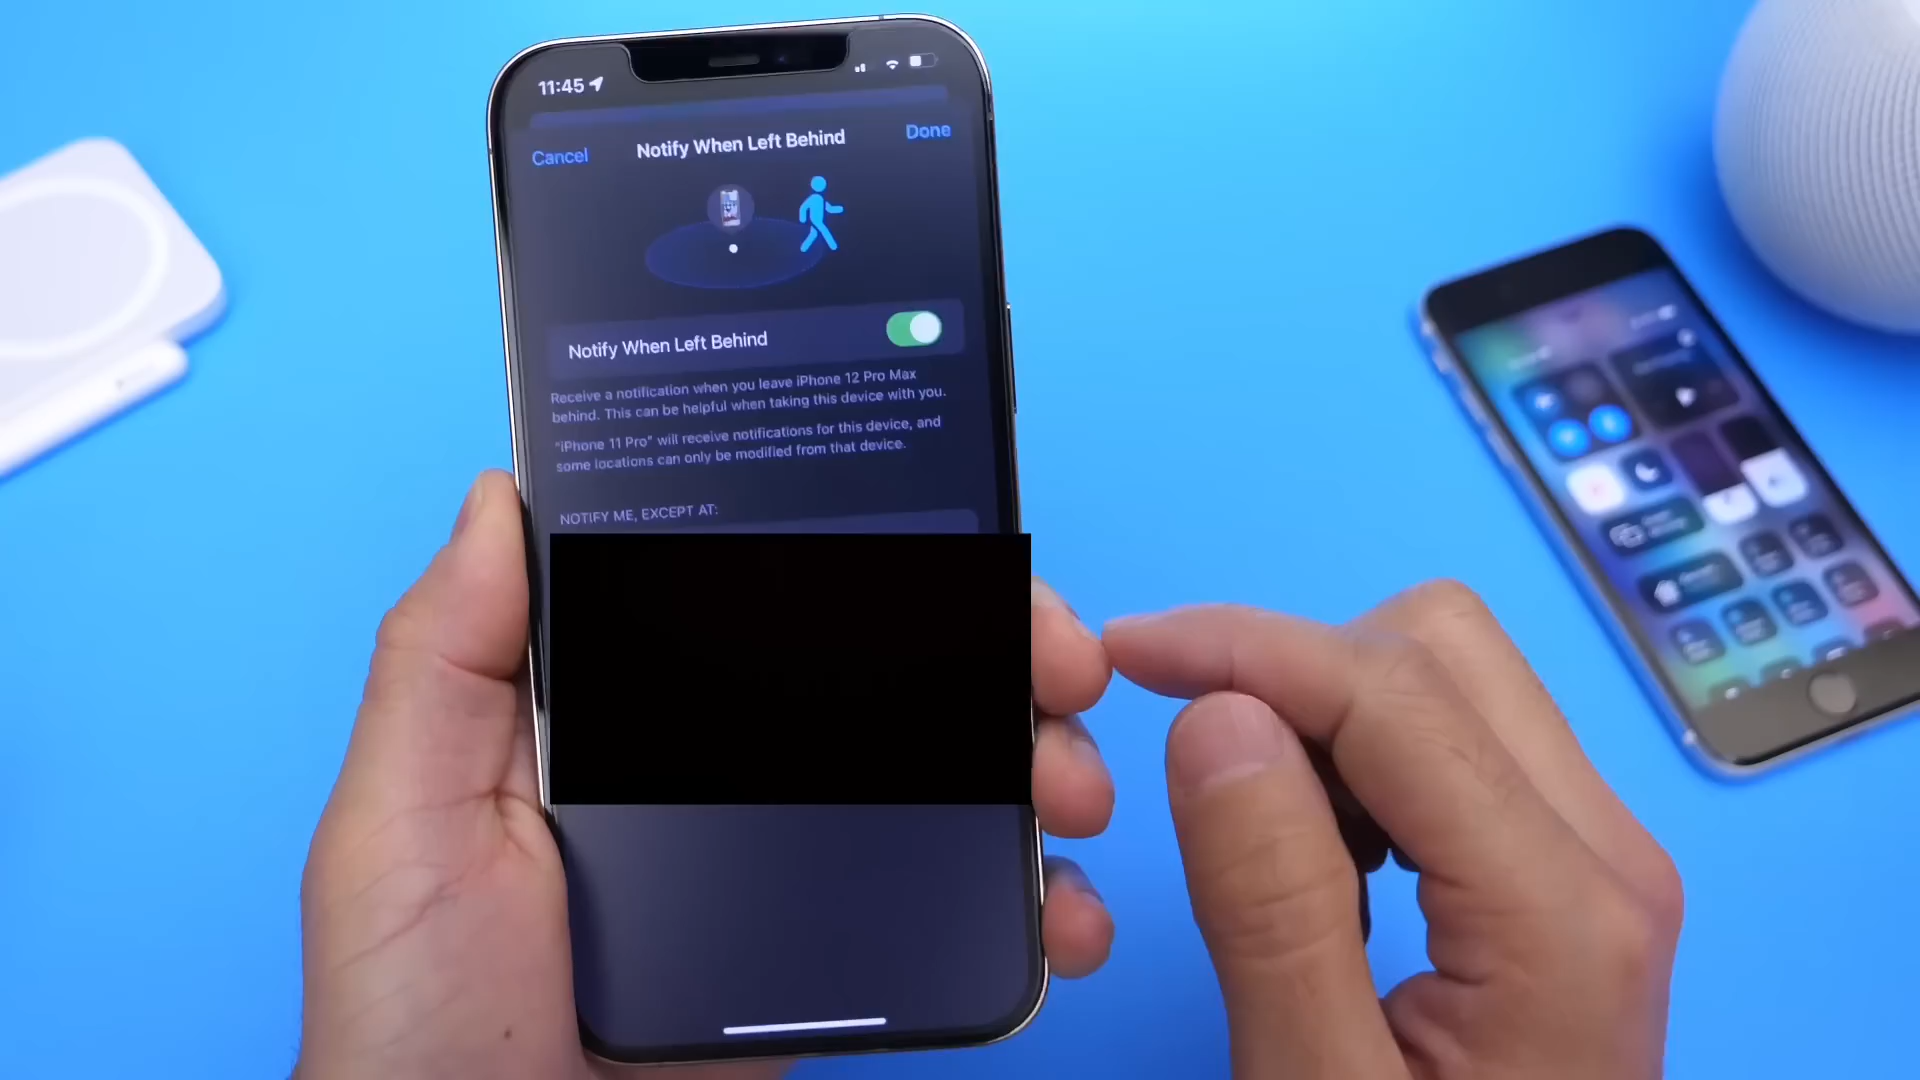 11:45
Cancel
Notify When Left Behind
Done
Notify When Left Behind
Receive a notification when you leave iPhone 12 Pro Max
behind. This can be helpful when taking this device with you.
"iPhone 11 Pro" will receive notifications for this device, and
some locations can only be modified from that device.
NOTIFY ME, EXCEPT AT: